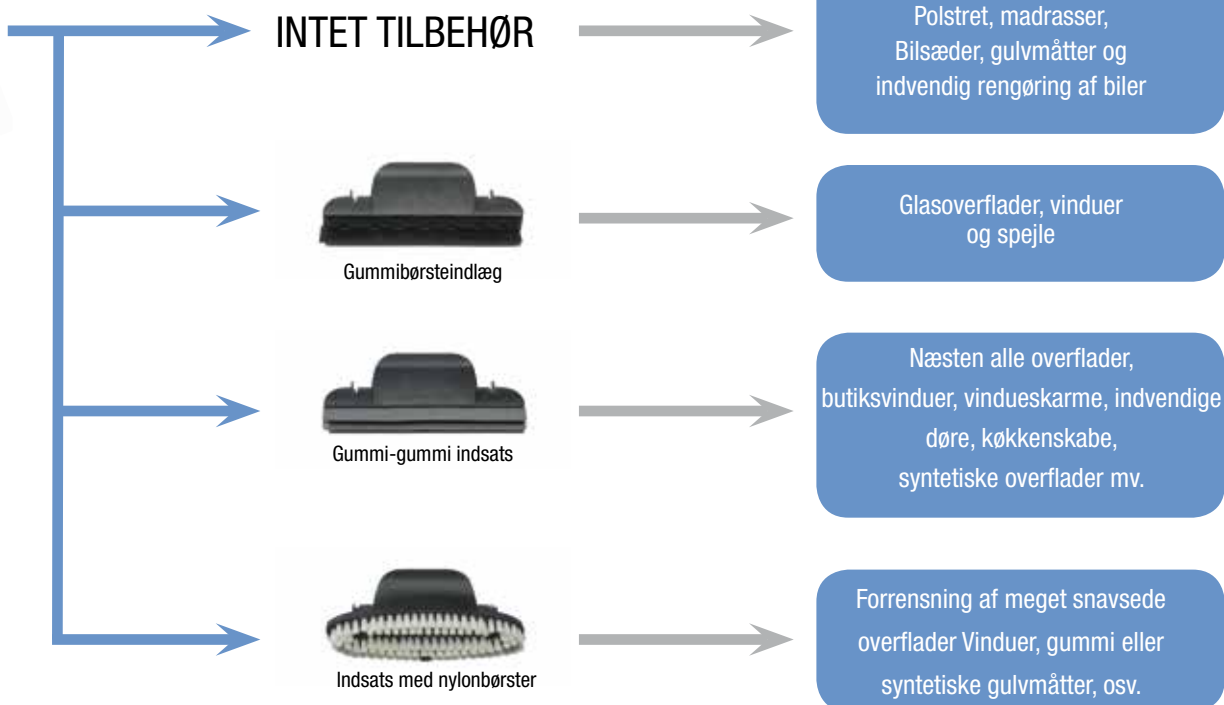 INTET TILBEHØR
Polstret, madrasser,
Bilsæder, gulvmåtter og
indvendig rengøring af biler
Gummibørsteindlæg
Glasoverflader, vinduer
og spejle
Gummi-gummi indsats
Næsten alle overflader,
butiksvinduer, vindueskarme, indvendige
døre, køkkenskabe,
syntetiske overflader mv.
Indsats med nylonbørster
Forrensning af meget snavsede
overflader Vinduer, gummi eller
syntetiske gulvmåtter, osv.